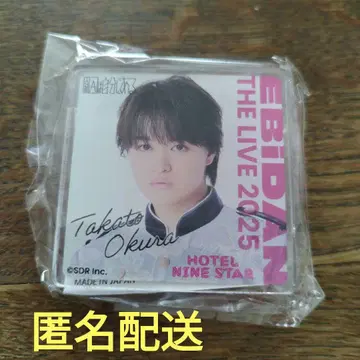 EBiDAN
THE LIVE 2025
Takato
Okura
HOTEL
NINE STAR
©SDR Inc.
MADE IN JAPAN
匿名配送